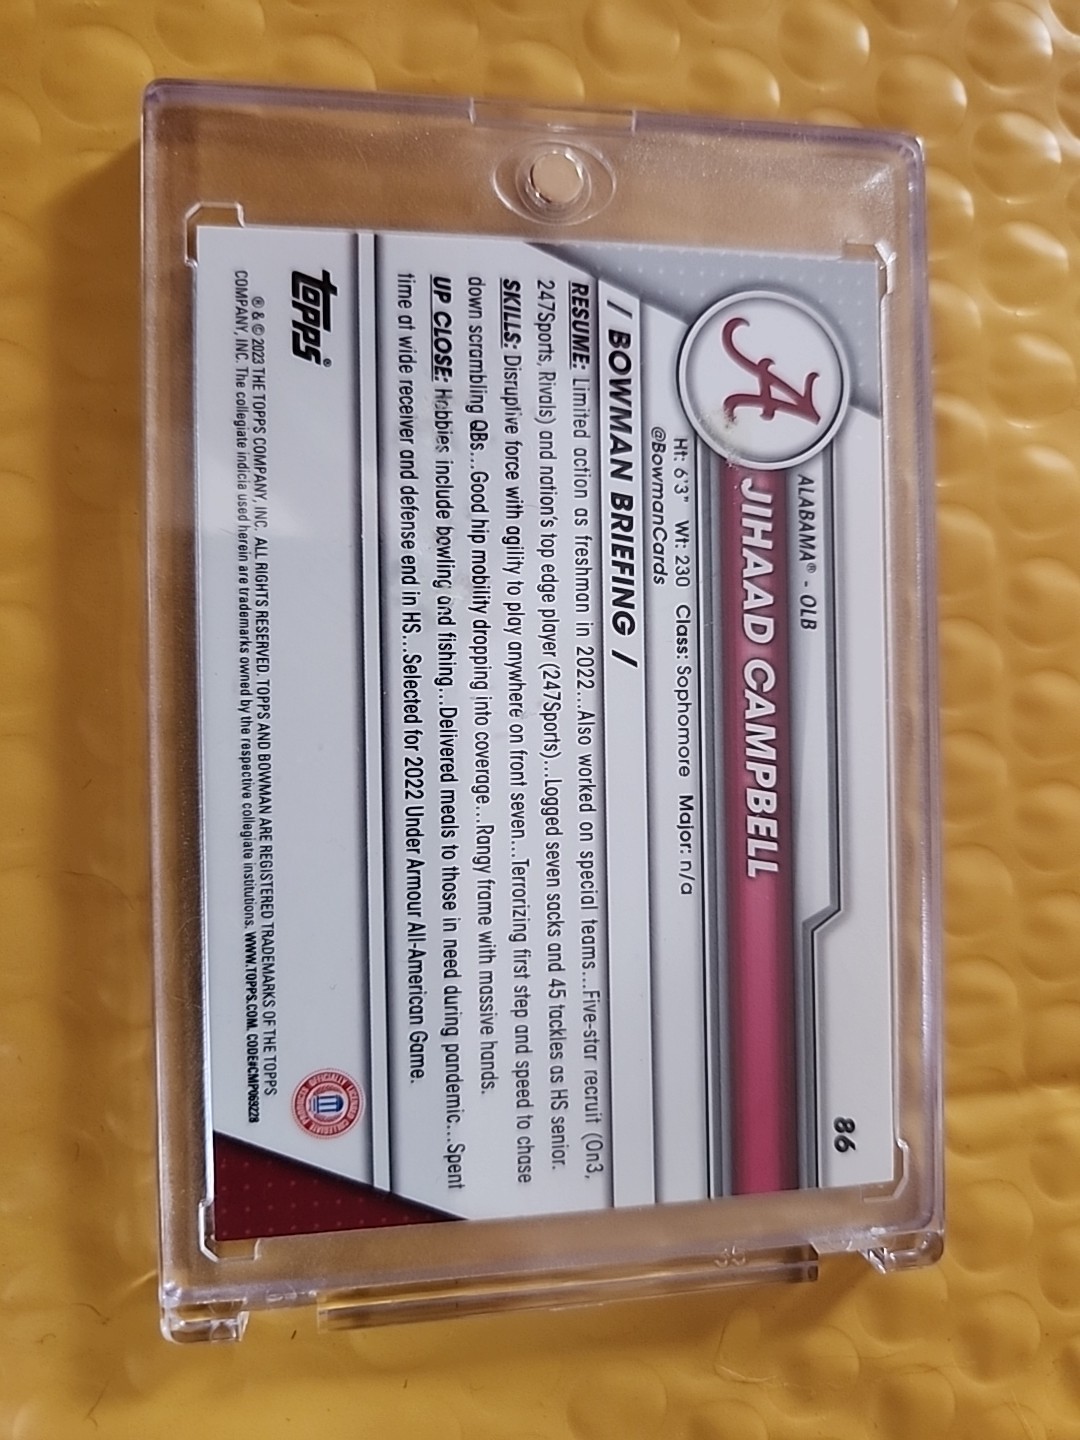 86
ALABAMA® - OLB
JIHAAD CAMPBELL
Ht: 6'3" Wt: 230 Class: Sophomore Major: n/a
@BowmanCards
/ BOWMAN BRIEFING /
RESUME: Limited action as freshman in 2022...Also worked on special teams...Five-star recruit (On3,
247Sports, Rivals) and nation's top edge player (247Sports)...Logged seven sacks and 45 tackles as HS senior.
SKILLS: Disruptive force with agility to play anywhere on front seven...Terrorizing first step and speed to chase
down scrambling QBs...Good hip mobility dropping into coverage...Rangy frame with massive hands.
UP CLOSE: Hobbies include bowling and fishing...Delivered meals to those in need during pandemic...Spent
time at wide receiver and defense end in HS...Selected for 2022 Under Armour All-American Game.
topps®
® & © 2023 THE TOPPS COMPANY, INC. ALL RIGHTS RESERVED. TOPPS AND BOWMAN ARE REGISTERED TRADEMARKS OF THE TOPPS
COMPANY, INC. The collegiate indicia used herein are trademarks owned by the respective collegiate institutions. WWW.TOPPS.COM. CODE#CMP069228
OFFICIALLY LICENSED COLLEGIATE PRODUCTS